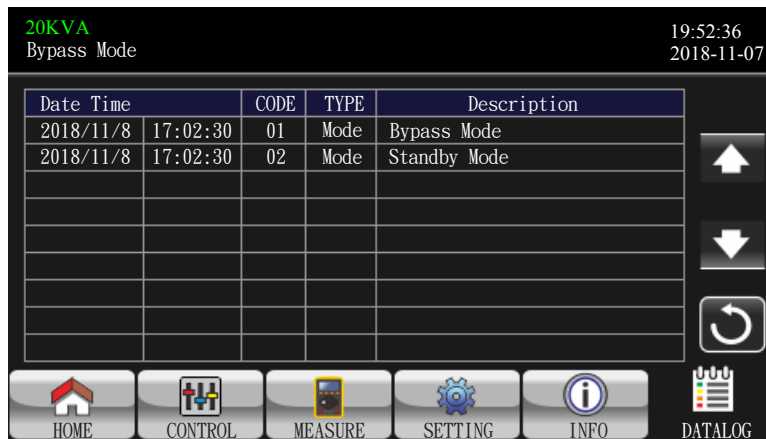 20KVA
Bypass Mode
19:52:36
2018-11-07
Date Time CODE TYPE Description
2018/11/8 17:02:30 01 Mode Bypass Mode
2018/11/8 17:02:30 02 Mode Standby Mode
HOME CONTROL MEASURE SETTING INFO DATALOG